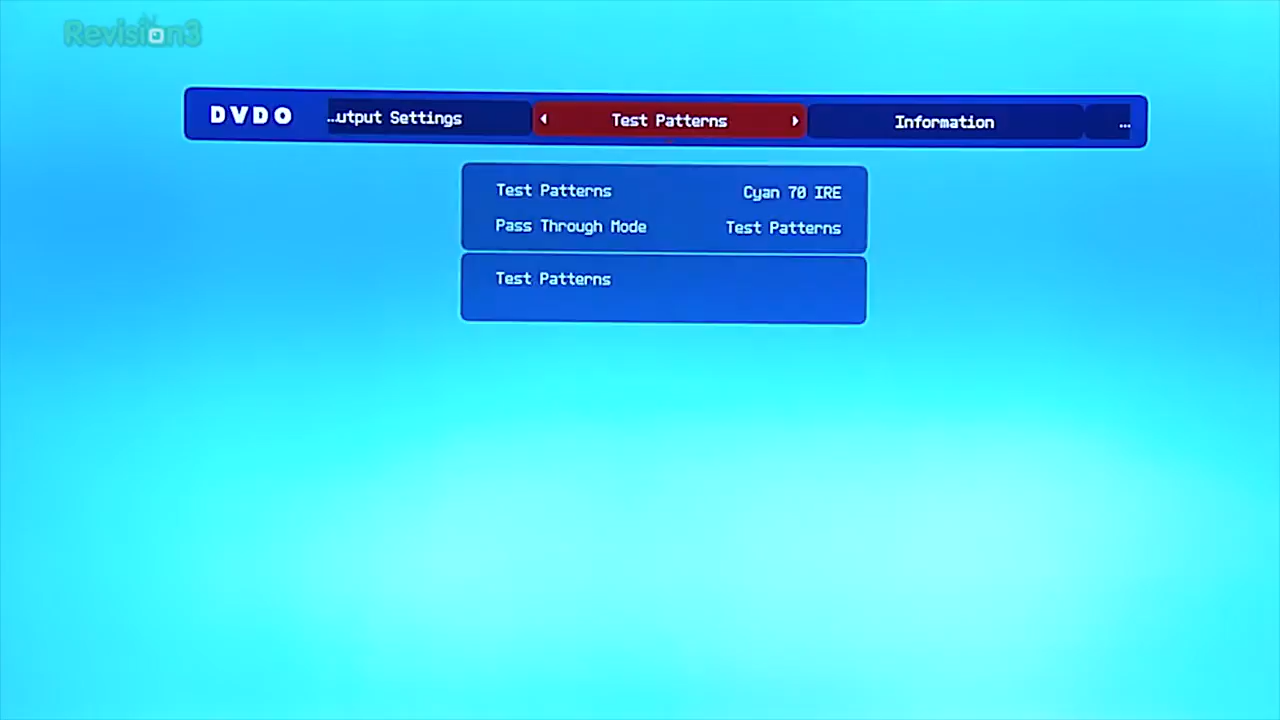 Revision3
DVDO ...utput Settings Test Patterns Information ...
Test Patterns Cyan 70 IRE
Pass Through Mode Test Patterns
Test Patterns